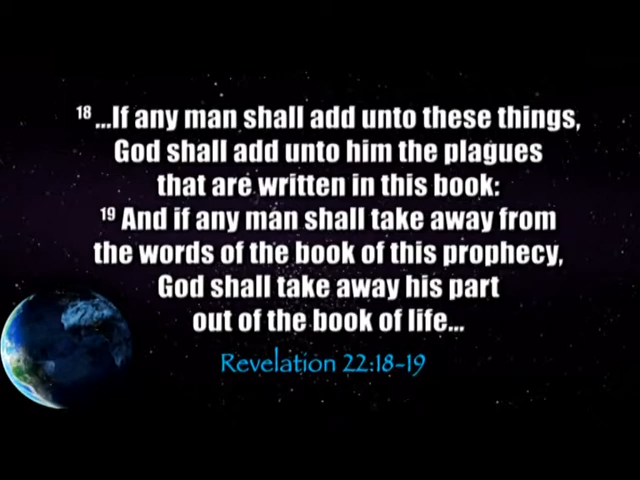 18 ...If any man shall add unto these things,
God shall add unto him the plagues
that are written in this book:
19 And if any man shall take away from
the words of the book of this prophecy,
God shall take away his part
out of the book of life...
Revelation 22:18-19